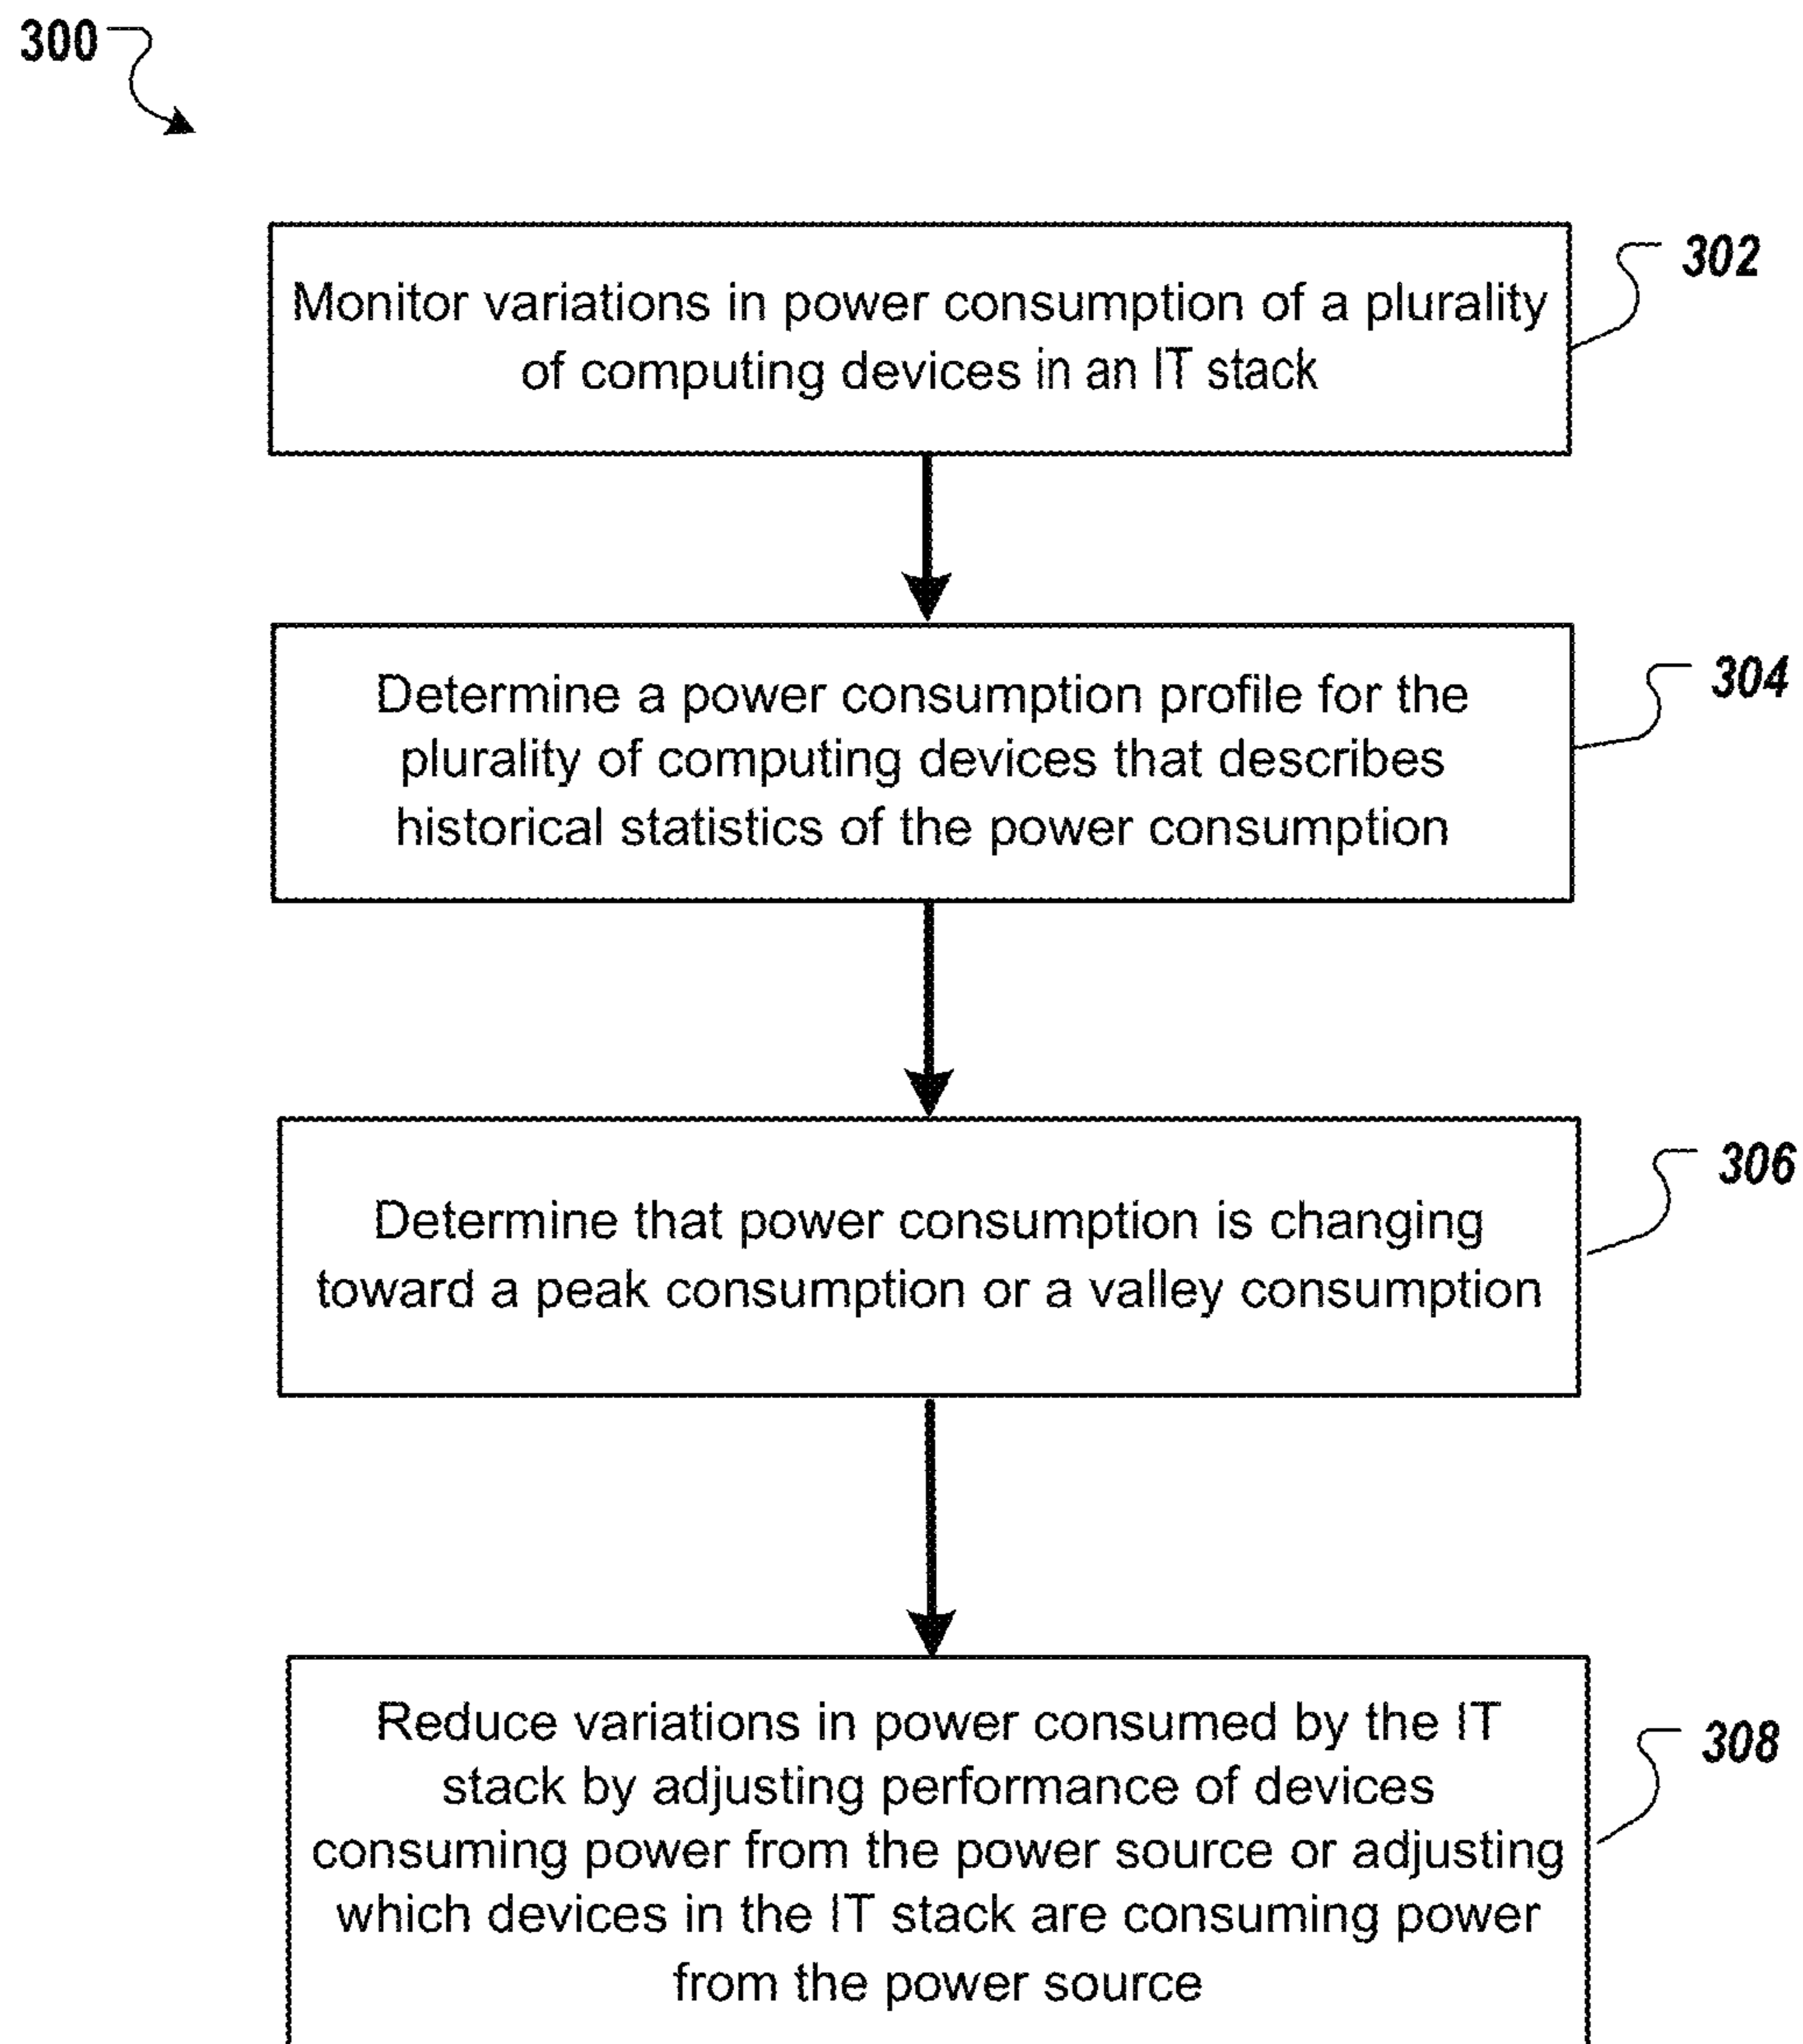 300
302
Monitor variations in power consumption of a plurality
of computing devices in an IT stack
304
Determine a power consumption profile for the
plurality of computing devices that describes
historical statistics of the power consumption
306
Determine that power consumption is changing
toward a peak consumption or a valley consumption
308
Reduce variations in power consumed by the IT
stack by adjusting performance of devices
consuming power from the power source or adjusting
which devices in the IT stack are consuming power
from the power source